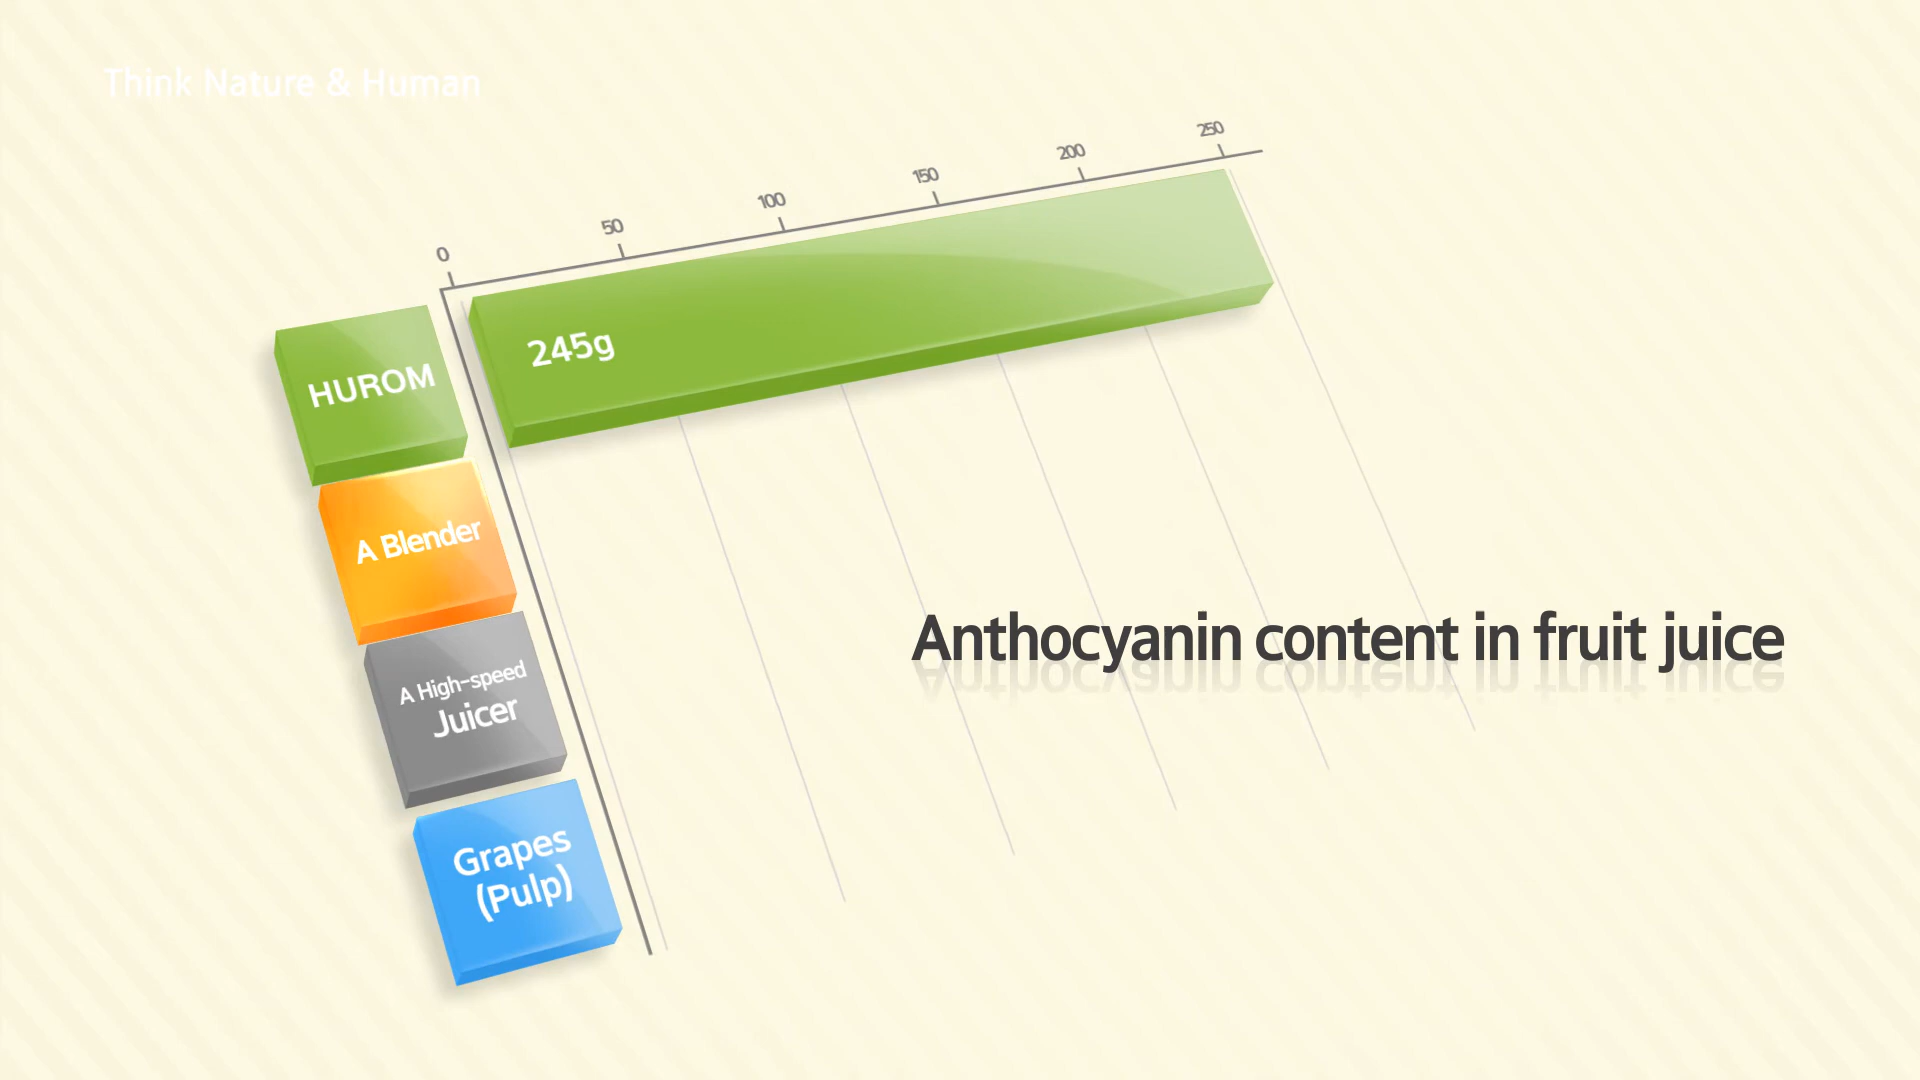 Think Nature & Human
0 50 100 150 200 250
HUROM
245g
A Blender
A High-speed
Juicer
Grapes
(Pulp)
Anthocyanin content in fruit juice